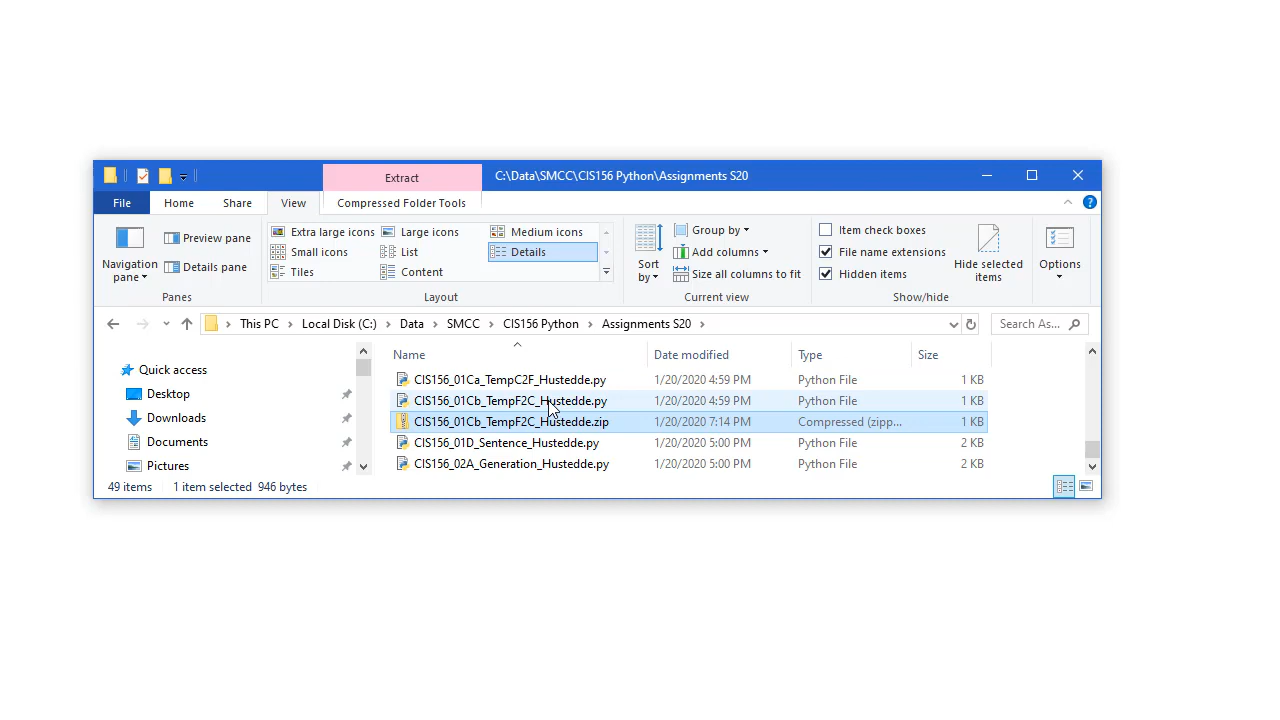 Extract
C:\Data\SMCC\CIS156 Python\Assignments S20
File Home Share View Compressed Folder Tools
Navigation pane
Preview pane
Details pane
Panes
Extra large icons Large icons Medium icons
Small icons List Details
Tiles Content
Layout
Sort by
Group by
Add columns
Size all columns to fit
Current view
Item check boxes
File name extensions
Hidden items
Hide selected items
Show/hide
Options
This PC Local Disk (C:) Data SMCC CIS156 Python Assignments S20
Search As...
Quick access
Desktop
Downloads
Documents
Pictures
Name Date modified Type Size
CIS156_01Ca_TempC2F_Hustedde.py 1/20/2020 4:59 PM Python File 1 KB
CIS156_01Cb_TempF2C_Hustedde.py 1/20/2020 4:59 PM Python File 1 KB
CIS156_01Cb_TempF2C_Hustedde.zip 1/20/2020 7:14 PM Compressed (zipp... 1 KB
CIS156_01D_Sentence_Hustedde.py 1/20/2020 5:00 PM Python File 2 KB
CIS156_02A_Generation_Hustedde.py 1/20/2020 5:00 PM Python File 2 KB
49 items 1 item selected 946 bytes